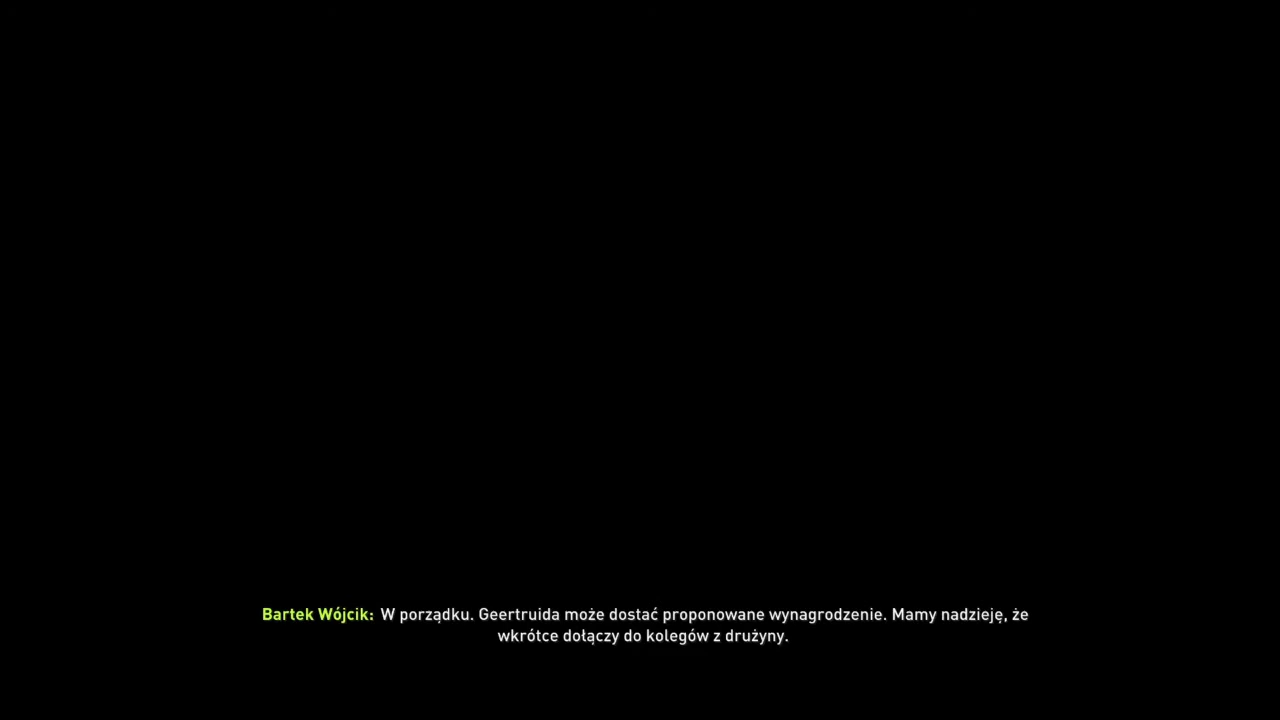 Bartek Wójcik: W porządku. Geertruida może dostać proponowane wynagrodzenie. Mamy nadzieję, że
wkrótce dołączy do kolegów z drużyny.